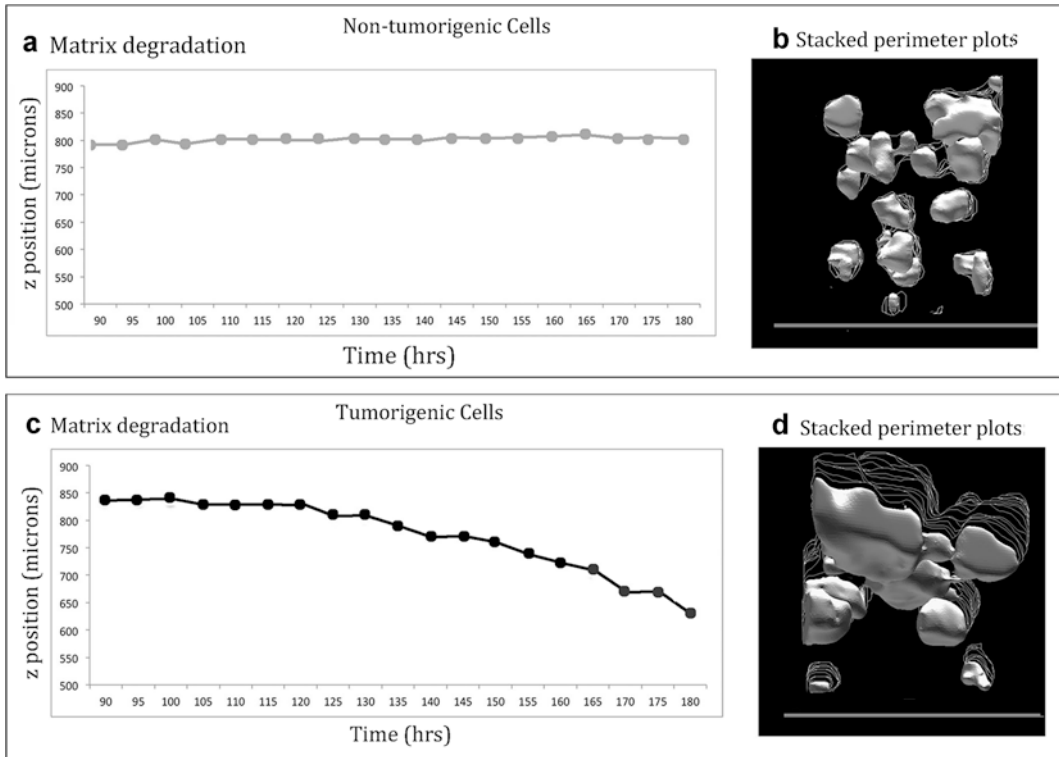 Non-tumorigenic Cells
a Matrix degradation
b Stacked perimeter plots
z position (microns)
900
850
800
750
700
650
600
550
500
90 95 100 105 110 115 120 125 130 135 140 145 150 155 160 165 170 175 180
Time (hrs)
Tumorigenic Cells
c Matrix degradation
d Stacked perimeter plots
z position (microns)
900
850
800
750
700
650
600
550
500
90 95 100 105 110 115 120 125 130 135 140 145 150 155 160 165 170 175 180
Time (hrs)